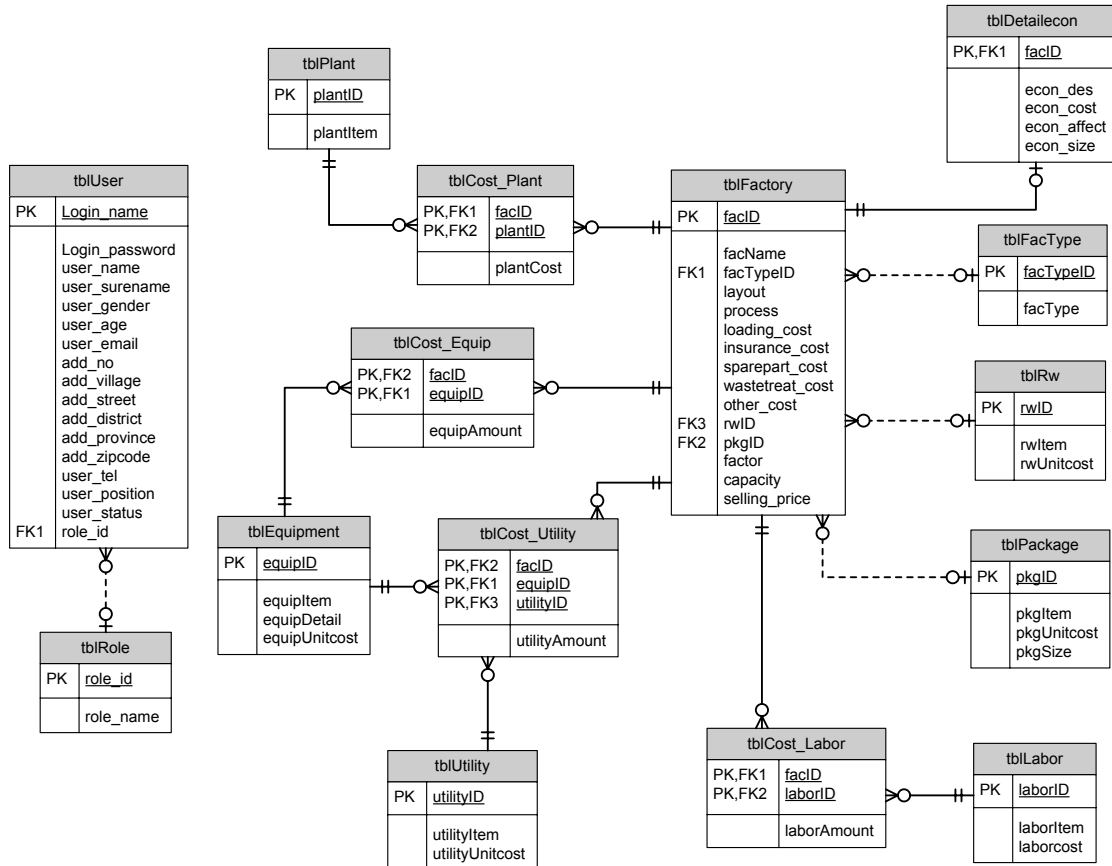 tblDetailecon
PK,FK1 facID
econ_des
econ_cost
econ_affect
econ_size
tblPlant
PK plantID
plantItem
tblUser
PK Login_name
Login_password
user_name
user_surename
user_gender
user_age
user_email
add_no
add_village
add_street
add_district
add_province
add_zipcode
user_tel
user_position
user_status
FK1 role_id
tblCost_Plant
PK,FK1 facID
PK,FK2 plantID
plantCost
tblFactory
PK facID
facName
FK1 facTypeID
layout
process
loading_cost
insurance_cost
sparepart_cost
wastetreat_cost
other_cost
FK3 rwID
FK2 pkgID
factor
capacity
selling_price
tblFacType
PK facTypeID
facType
tblCost_Equip
PK,FK2 facID
PK,FK1 equipID
equipAmount
tblRw
PK rwID
rwItem
rwUnitcost
tblEquipment
PK equipID
equipItem
equipDetail
equipUnitcost
tblCost_Utility
PK,FK2 facID
PK,FK1 equipID
PK,FK3 utilityID
utilityAmount
tblPackage
PK pkgID
pkgItem
pkgUnitcost
pkgSize
tblRole
PK role_id
role_name
tblUtility
PK utilityID
utilityItem
utilityUnitcost
tblCost_Labor
PK,FK1 facID
PK,FK2 laborID
laborAmount
tblLabor
PK laborID
laborItem
laborcost